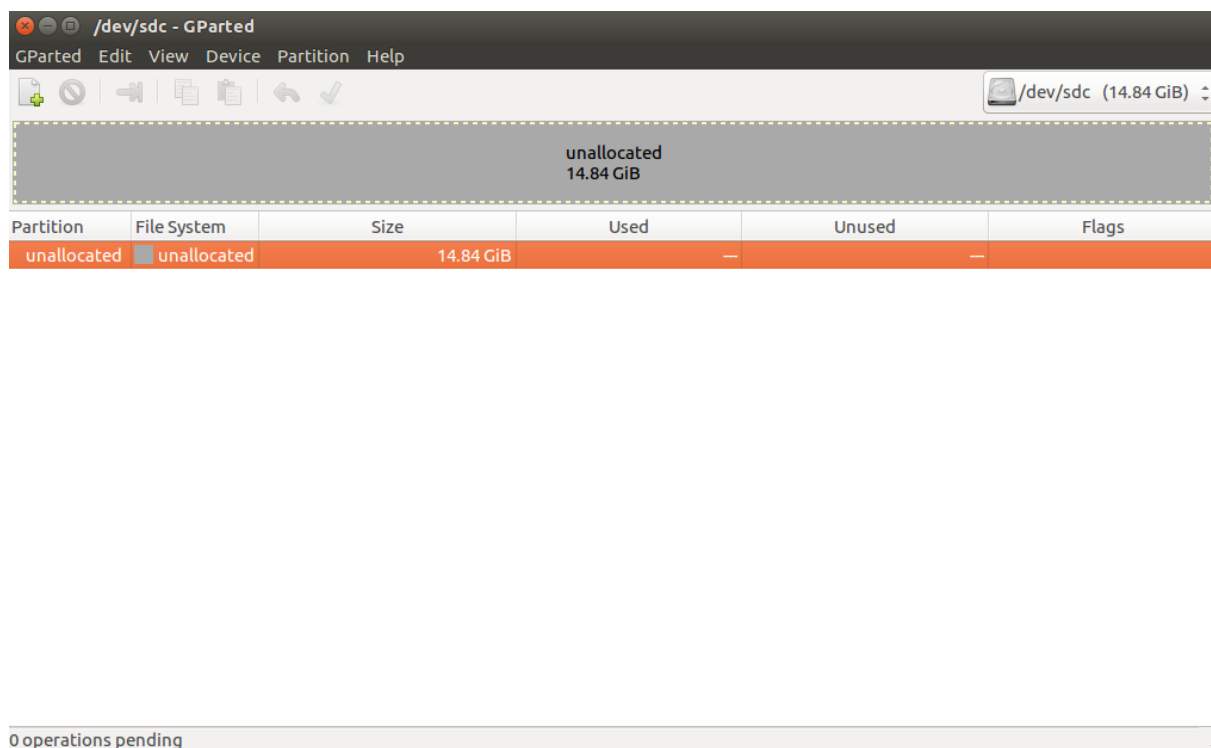 /dev/sdc - GParted
GParted Edit View Device Partition Help
/dev/sdc (14.84 GiB)
unallocated
14.84 GiB
Partition File System Size Used Unused Flags
unallocated unallocated 14.84 GiB — —
0 operations pending